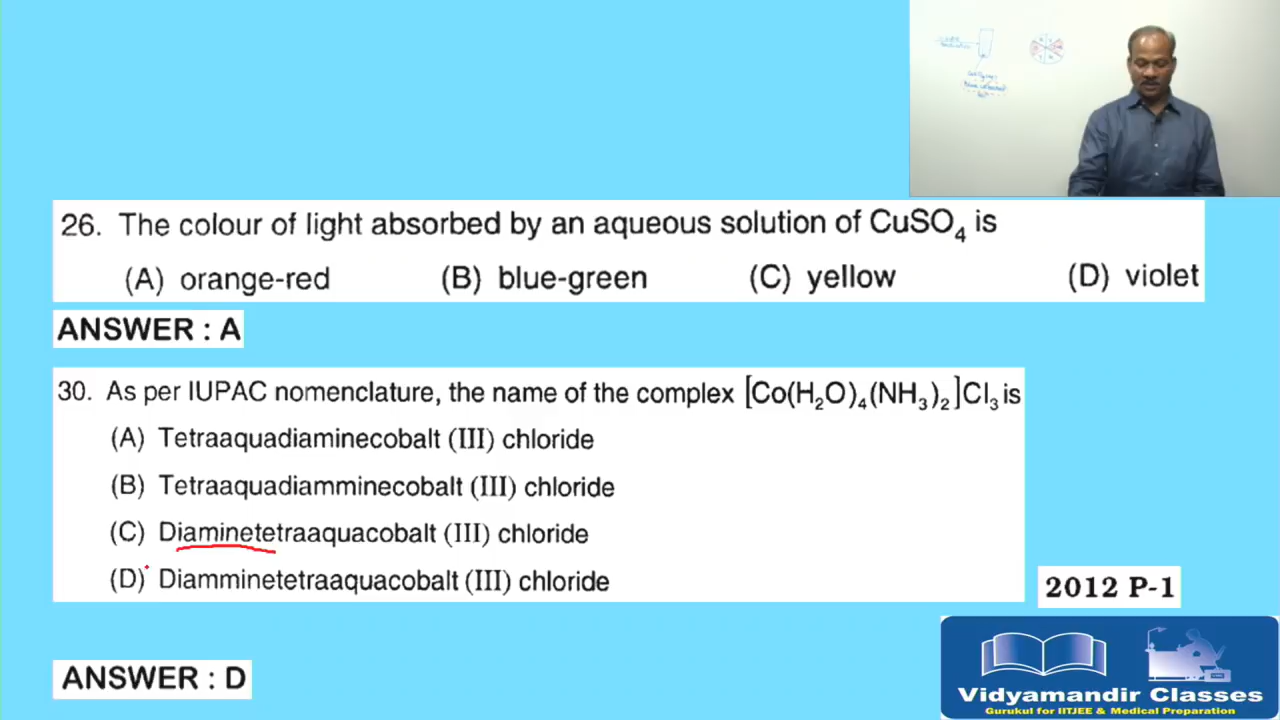 26. The colour of light absorbed by an aqueous solution of CuSO₄ is
(A) orange-red (B) blue-green (C) yellow (D) violet
ANSWER : A
30. As per IUPAC nomenclature, the name of the complex [Co(H₂O)₄(NH₃)₂]Cl₃ is
(A) Tetraaquadiaminecobalt (III) chloride
(B) Tetraaquadiamminecobalt (III) chloride
(C) Diaminetetraaquacobalt (III) chloride
(D) Diamminetetraaquacobalt (III) chloride
2012 P-1
ANSWER : D
Vidyamandir Classes
Gurukul for IITJEE & Medical Preparation